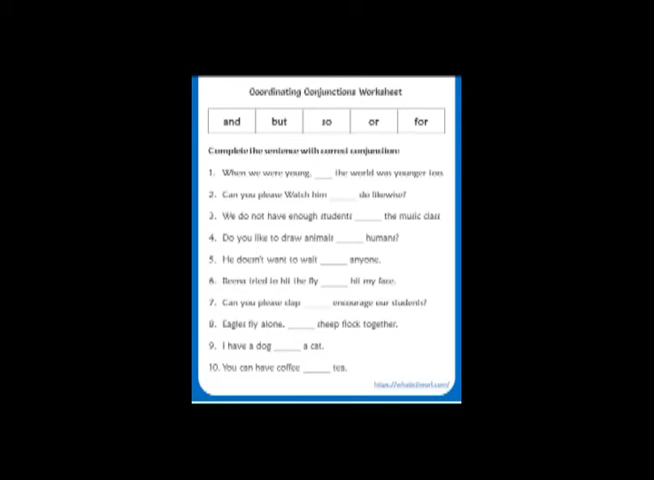 Coordinating Conjunctions Worksheet
and but so or for
Complete the sentence with correct conjunction:
1. When we were young, ____ the world was younger too.
2. Can you please Watch him _____ do likewise?
3. We do not have enough students _____ the music class
4. Do you like to draw animals _____ humans?
5. He doesn't want to wait _____ anyone.
6. Reena tried to hit the fly _____ hit my face.
7. Can you please clap _____ encourage our students?
8. Eagles fly alone, _____ sheep flock together.
9. I have a dog _____ a cat.
10. You can have coffee _____ tea.